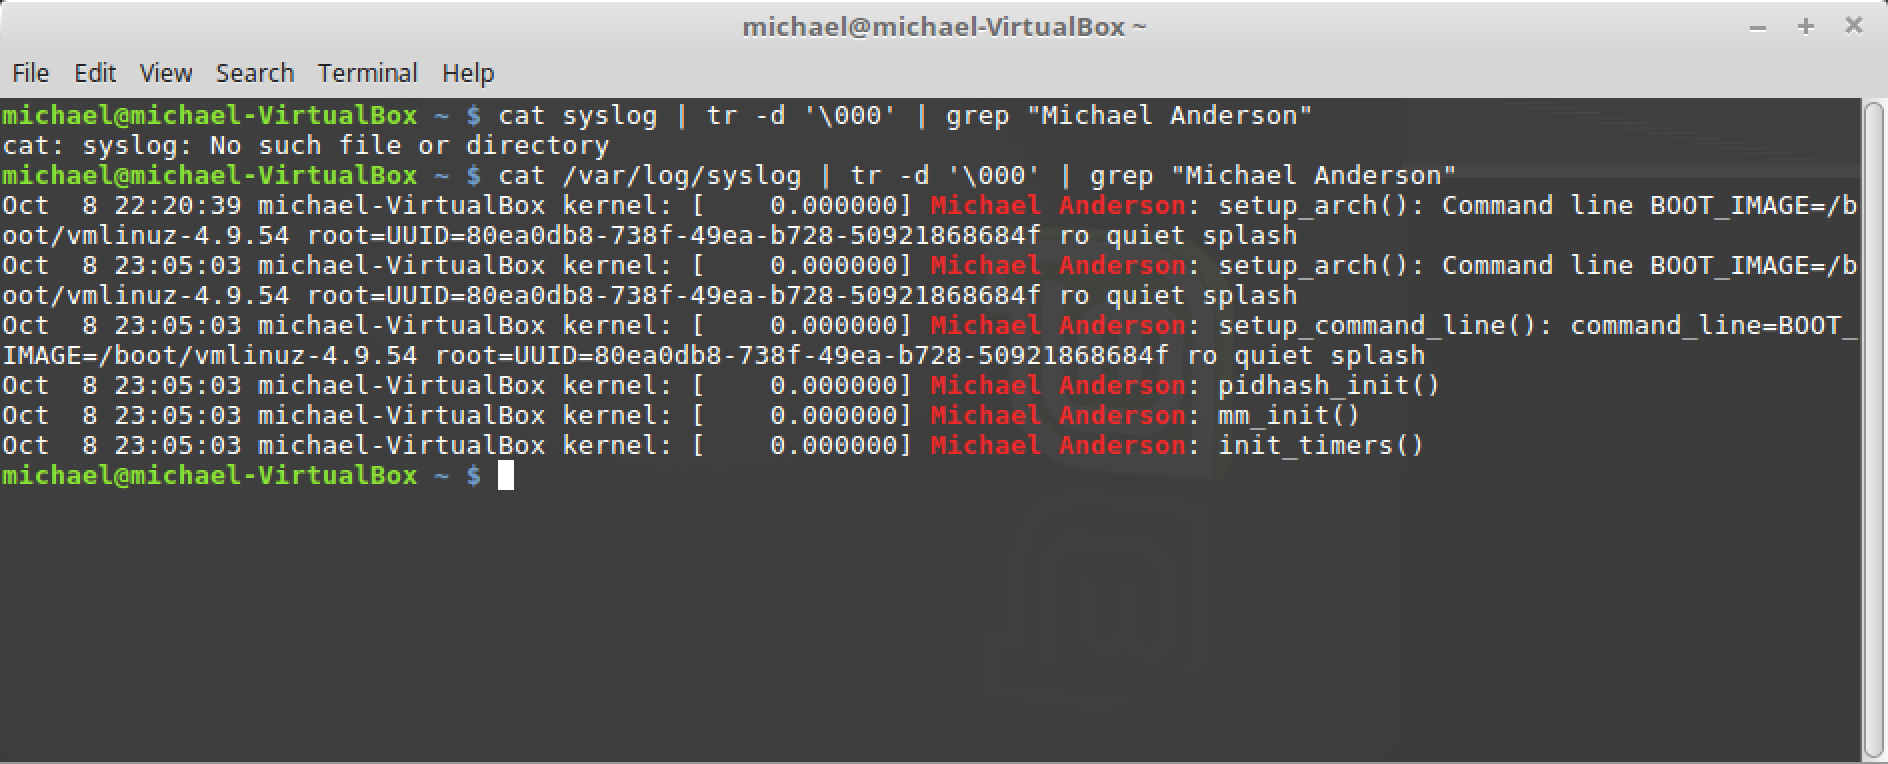 michael@michael-VirtualBox ~
File Edit View Search Terminal Help
michael@michael-VirtualBox ~ $ cat syslog | tr -d '\000' | grep "Michael Anderson"
cat: syslog: No such file or directory
michael@michael-VirtualBox ~ $ cat /var/log/syslog | tr -d '\000' | grep "Michael Anderson"
Oct  8 22:20:39 michael-VirtualBox kernel: [    0.000000] Michael Anderson: setup_arch(): Command line BOOT_IMAGE=/b
oot/vmlinuz-4.9.54 root=UUID=80ea0db8-738f-49ea-b728-50921868684f ro quiet splash
Oct  8 23:05:03 michael-VirtualBox kernel: [    0.000000] Michael Anderson: setup_arch(): Command line BOOT_IMAGE=/b
oot/vmlinuz-4.9.54 root=UUID=80ea0db8-738f-49ea-b728-50921868684f ro quiet splash
Oct  8 23:05:03 michael-VirtualBox kernel: [    0.000000] Michael Anderson: setup_command_line(): command_line=BOOT_
IMAGE=/boot/vmlinuz-4.9.54 root=UUID=80ea0db8-738f-49ea-b728-50921868684f ro quiet splash
Oct  8 23:05:03 michael-VirtualBox kernel: [    0.000000] Michael Anderson: pidhash_init()
Oct  8 23:05:03 michael-VirtualBox kernel: [    0.000000] Michael Anderson: mm_init()
Oct  8 23:05:03 michael-VirtualBox kernel: [    0.000000] Michael Anderson: init_timers()
michael@michael-VirtualBox ~ $